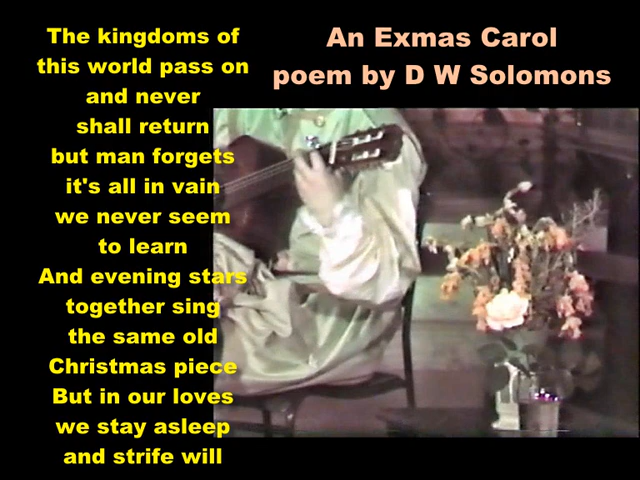 An Exmas Carol
poem by D W Solomons
The kingdoms of
this world pass on
and never
shall return
but man forgets
it's all in vain
we never seem
to learn
And evening stars
together sing
the same old
Christmas piece
But in our loves
we stay asleep
and strife will